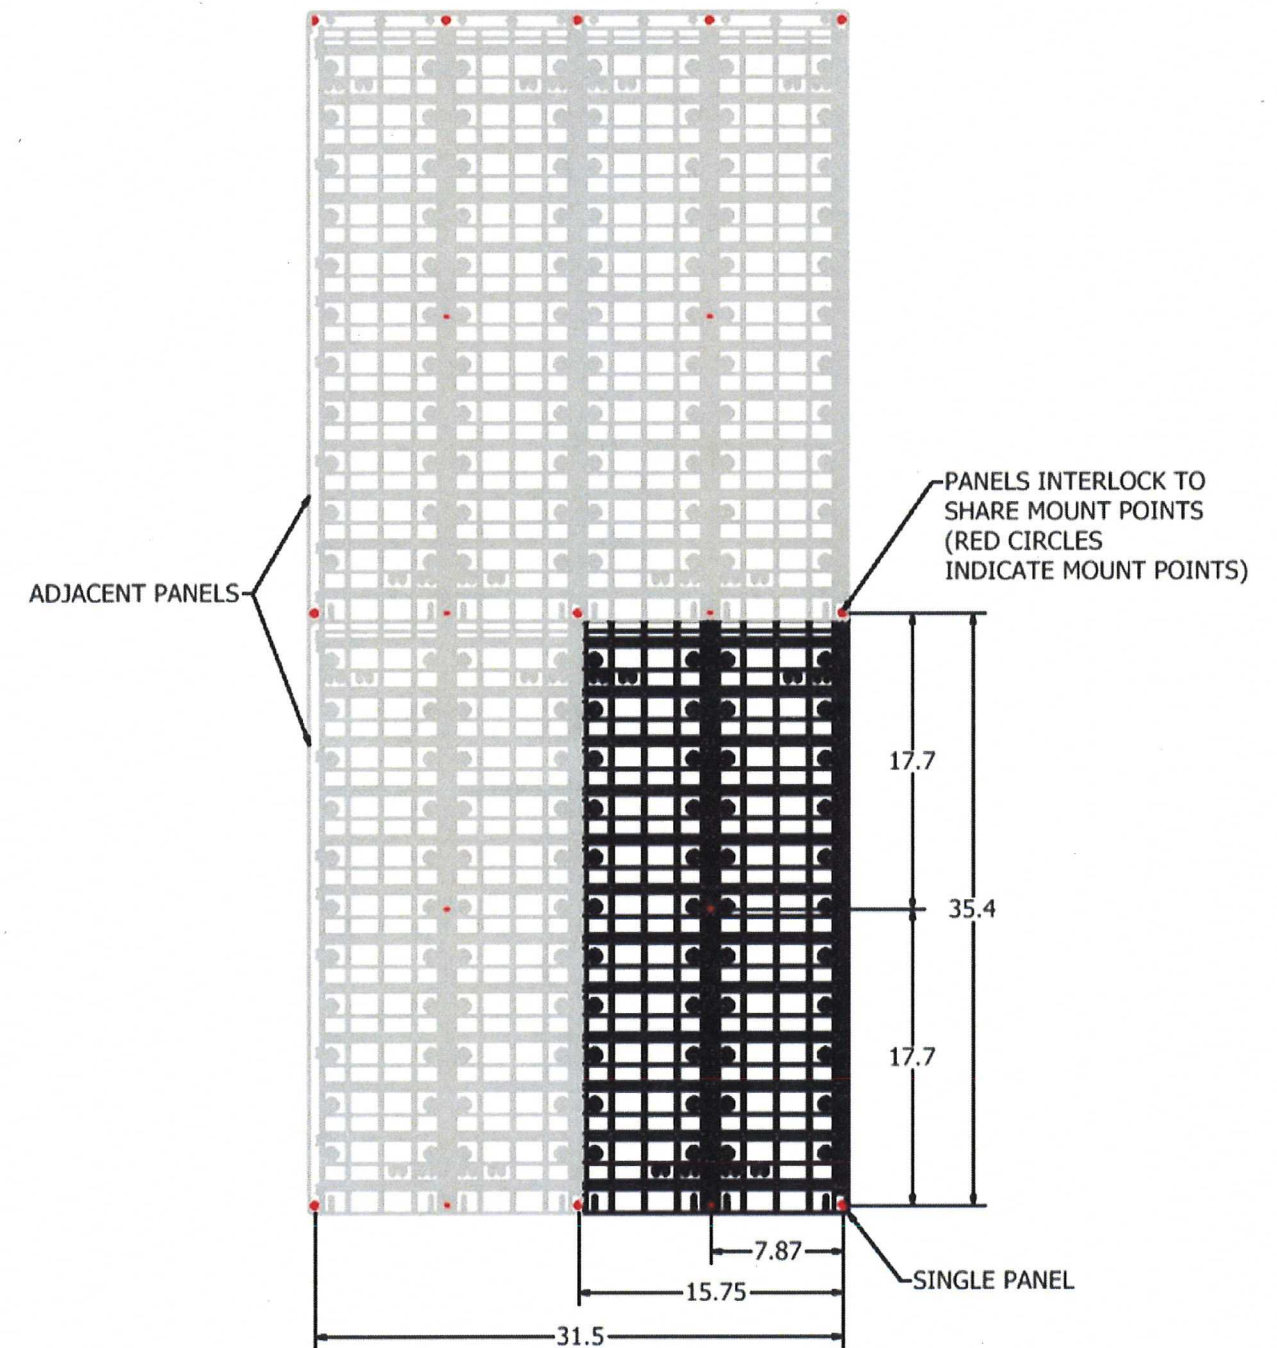 PANELS INTERLOCK TO
SHARE MOUNT POINTS
(RED CIRCLES
INDICATE MOUNT POINTS)
ADJACENT PANELS
17.7
35.4
17.7
7.87
SINGLE PANEL
15.75
31.5